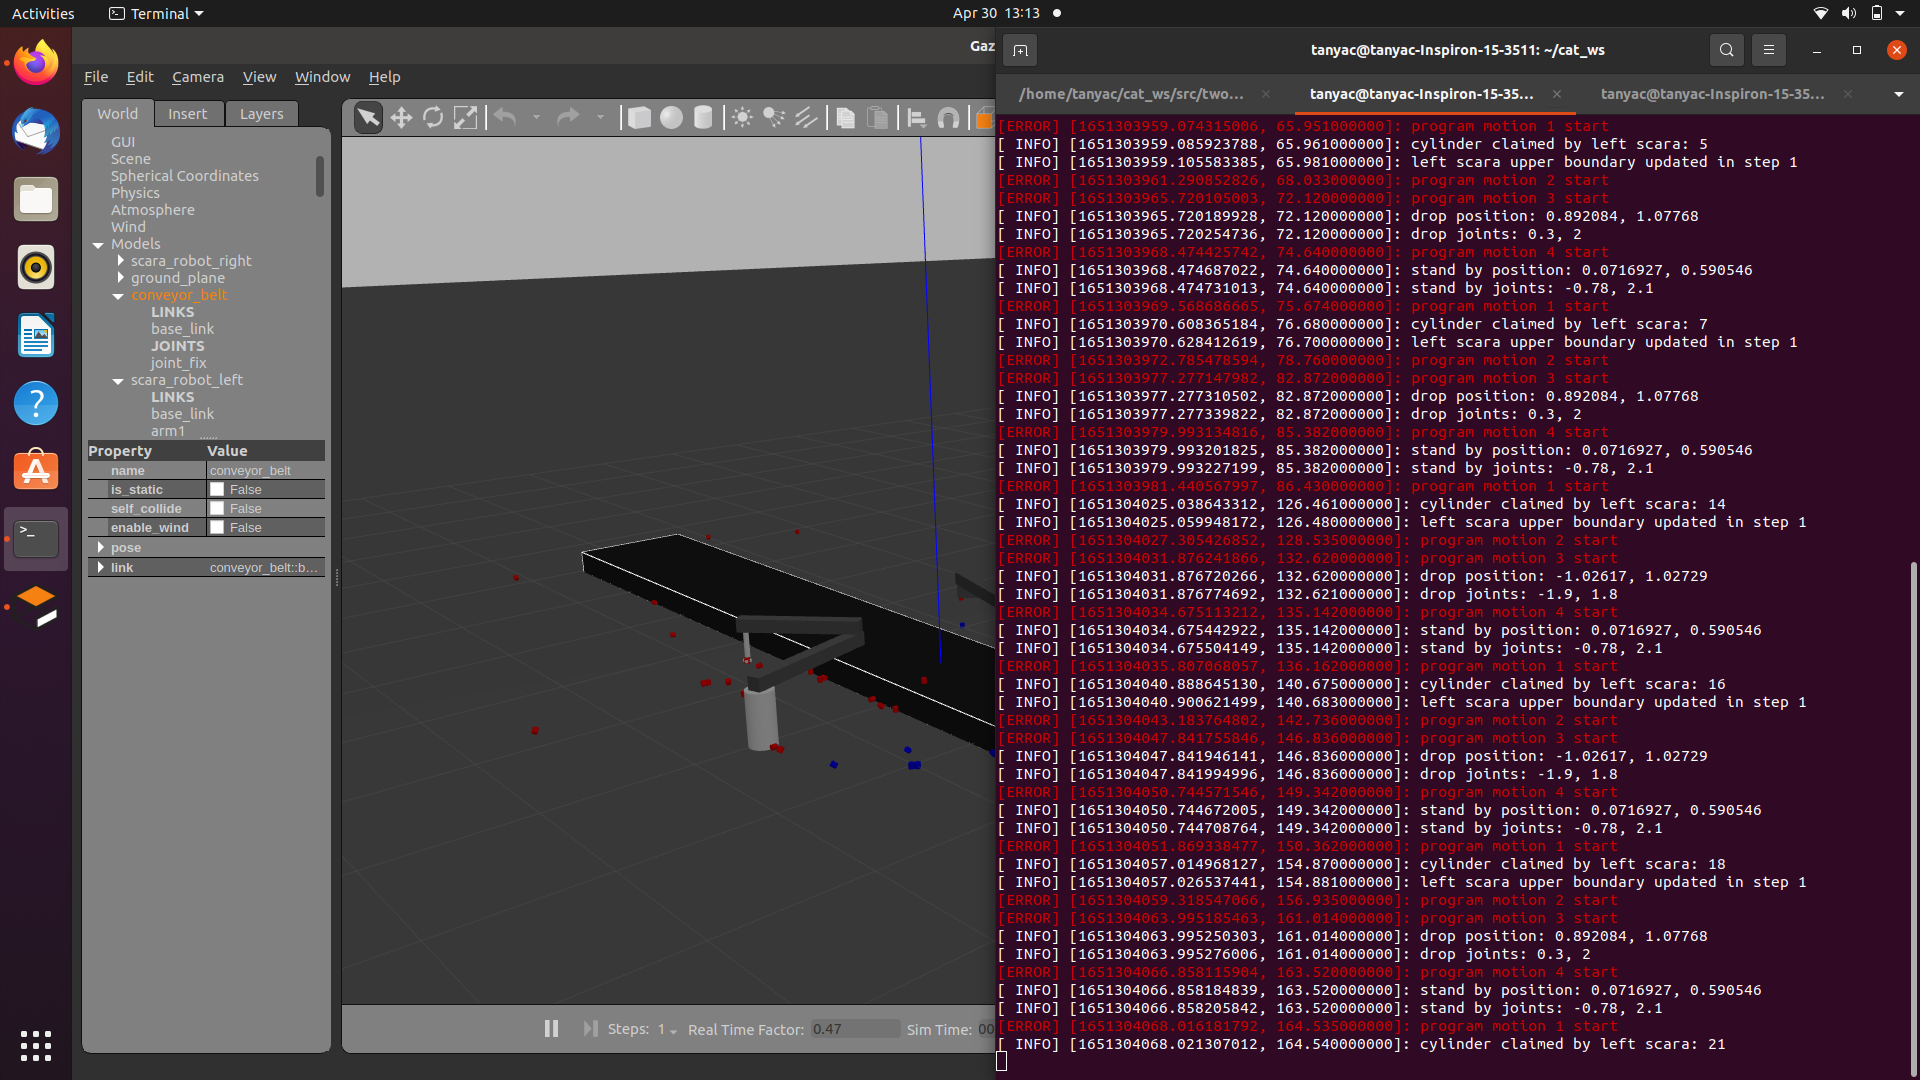 Activities
Terminal
Apr 30 13:13
Gaz
File Edit Camera View Window Help
World Insert Layers
GUI
Scene
Spherical Coordinates
Physics
Atmosphere
Wind
Models
scara_robot_right
ground_plane
conveyor_belt
LINKS
base_link
JOINTS
joint_fix
scara_robot_left
LINKS
base_link
arm1
Property Value
name conveyor_belt
is_static False
self_collide False
enable_wind False
pose
link conveyor_belt::b...
Steps: 1 Real Time Factor: 0.47 Sim Time: 00
tanyac@tanyac-Inspiron-15-3511: ~/cat_ws
/home/tanyac/cat_ws/src/two... tanyac@tanyac-Inspiron-15-35... tanyac@tanyac-Inspiron-15-35...
[ERROR] [1651303959.074315006, 65.951000000]: program motion 1 start
[ INFO] [1651303959.085923788, 65.961000000]: cylinder claimed by left scara: 5
[ INFO] [1651303959.105583385, 65.981000000]: left scara upper boundary updated in step 1
[ERROR] [1651303961.290852826, 68.033000000]: program motion 2 start
[ERROR] [1651303965.720105003, 72.120000000]: program motion 3 start
[ INFO] [1651303965.720189928, 72.120000000]: drop position: 0.892084, 1.07768
[ INFO] [1651303965.720254736, 72.120000000]: drop joints: 0.3, 2
[ERROR] [1651303968.474425742, 74.640000000]: program motion 4 start
[ INFO] [1651303968.474687022, 74.640000000]: stand by position: 0.0716927, 0.590546
[ INFO] [1651303968.474731013, 74.640000000]: stand by joints: -0.78, 2.1
[ERROR] [1651303969.568686665, 75.674000000]: program motion 1 start
[ INFO] [1651303970.608365184, 76.680000000]: cylinder claimed by left scara: 7
[ INFO] [1651303970.628412619, 76.700000000]: left scara upper boundary updated in step 1
[ERROR] [1651303972.785478594, 78.760000000]: program motion 2 start
[ERROR] [1651303977.277147982, 82.872000000]: program motion 3 start
[ INFO] [1651303977.277310502, 82.872000000]: drop position: 0.892084, 1.07768
[ INFO] [1651303977.277339822, 82.872000000]: drop joints: 0.3, 2
[ERROR] [1651303979.993134816, 85.382000000]: program motion 4 start
[ INFO] [1651303979.993201825, 85.382000000]: stand by position: 0.0716927, 0.590546
[ INFO] [1651303979.993227199, 85.382000000]: stand by joints: -0.78, 2.1
[ERROR] [1651303981.440567997, 86.430000000]: program motion 1 start
[ INFO] [1651304025.038643312, 126.461000000]: cylinder claimed by left scara: 14
[ INFO] [1651304025.059948172, 126.480000000]: left scara upper boundary updated in step 1
[ERROR] [1651304027.305426852, 128.535000000]: program motion 2 start
[ERROR] [1651304031.876241866, 132.620000000]: program motion 3 start
[ INFO] [1651304031.876720266, 132.620000000]: drop position: -1.02617, 1.02729
[ INFO] [1651304031.876774692, 132.621000000]: drop joints: -1.9, 1.8
[ERROR] [1651304034.675113212, 135.142000000]: program motion 4 start
[ INFO] [1651304034.675442922, 135.142000000]: stand by position: 0.0716927, 0.590546
[ INFO] [1651304034.675504149, 135.142000000]: stand by joints: -0.78, 2.1
[ERROR] [1651304035.807068057, 136.162000000]: program motion 1 start
[ INFO] [1651304040.888645130, 140.675000000]: cylinder claimed by left scara: 16
[ INFO] [1651304040.900621499, 140.683000000]: left scara upper boundary updated in step 1
[ERROR] [1651304043.183764802, 142.736000000]: program motion 2 start
[ERROR] [1651304047.841755846, 146.836000000]: program motion 3 start
[ INFO] [1651304047.841946141, 146.836000000]: drop position: -1.02617, 1.02729
[ INFO] [1651304047.841994996, 146.836000000]: drop joints: -1.9, 1.8
[ERROR] [1651304050.744571546, 149.342000000]: program motion 4 start
[ INFO] [1651304050.744672005, 149.342000000]: stand by position: 0.0716927, 0.590546
[ INFO] [1651304050.744708764, 149.342000000]: stand by joints: -0.78, 2.1
[ERROR] [1651304051.869338477, 150.362000000]: program motion 1 start
[ INFO] [1651304057.014968127, 154.870000000]: cylinder claimed by left scara: 18
[ INFO] [1651304057.026537441, 154.881000000]: left scara upper boundary updated in step 1
[ERROR] [1651304059.318547066, 156.935000000]: program motion 2 start
[ERROR] [1651304063.995185463, 161.014000000]: program motion 3 start
[ INFO] [1651304063.995250303, 161.014000000]: drop position: 0.892084, 1.07768
[ INFO] [1651304063.995276006, 161.014000000]: drop joints: 0.3, 2
[ERROR] [1651304066.858115904, 163.520000000]: program motion 4 start
[ INFO] [1651304066.858184839, 163.520000000]: stand by position: 0.0716927, 0.590546
[ INFO] [1651304066.858205842, 163.520000000]: stand by joints: -0.78, 2.1
[ERROR] [1651304068.016181792, 164.535000000]: program motion 1 start
[ INFO] [1651304068.021307012, 164.540000000]: cylinder claimed by left scara: 21